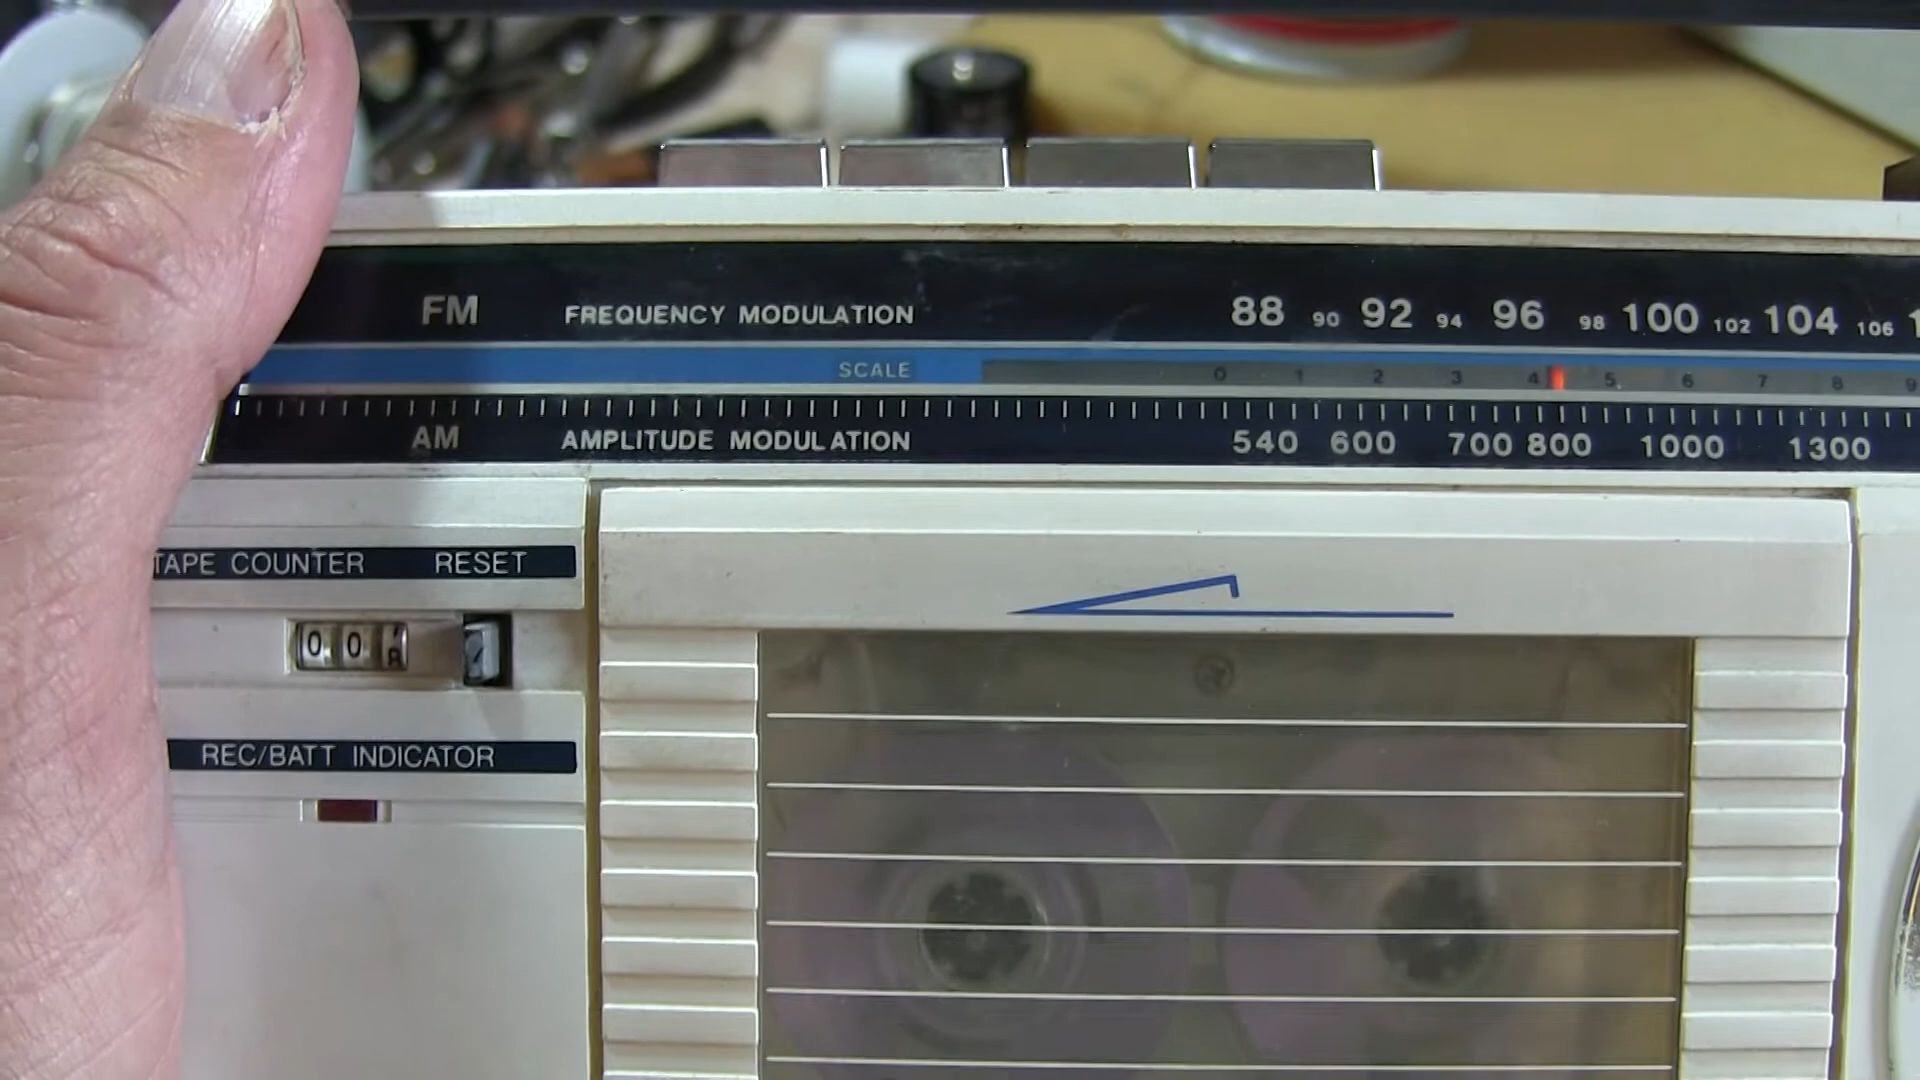 FM FREQUENCY MODULATION 88 90 92 94 96 98 100 102 104 106
SCALE 0 1 2 3 4 5 6 7 8 9
AM AMPLITUDE MODULATION 540 600 700 800 1000 1300
TAPE COUNTER RESET
0 0
REC/BATT INDICATOR